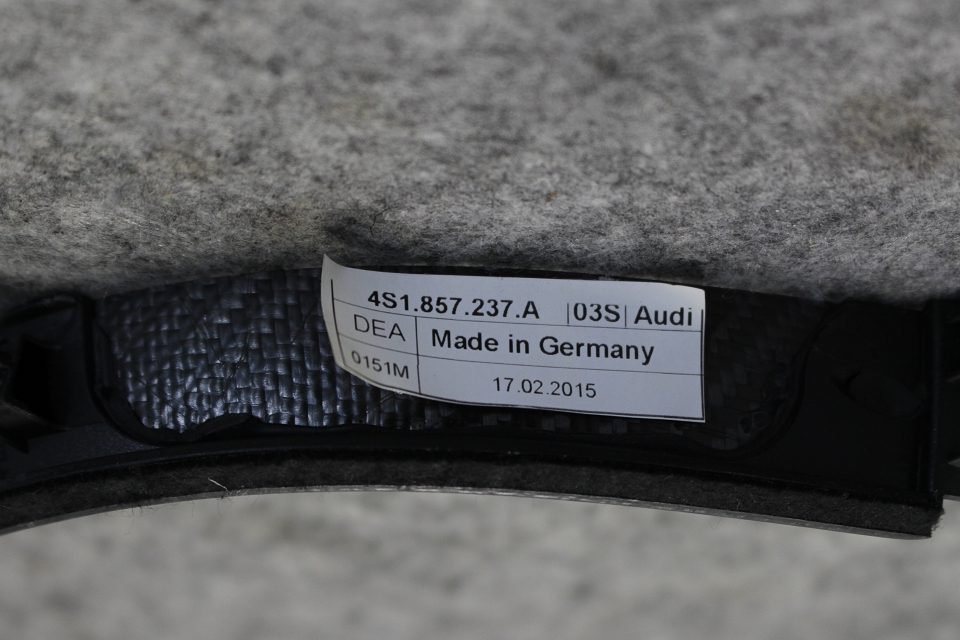 4S1.857.237.A |03S| Audi
DEA Made in Germany
0151M 17.02.2015